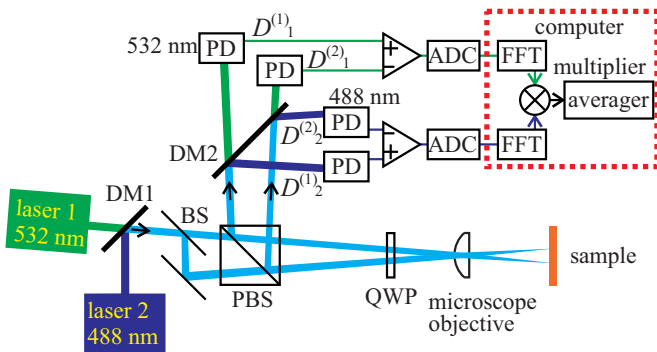 computer
532 nm
PD
D⁽¹⁾₁
D⁽²⁾₁
PD
+
−
ADC
FFT
multiplier
averager
488 nm
PD
D⁽²⁾₂
PD
D⁽¹⁾₂
−
+
ADC
FFT
DM2
DM1
BS
laser 1
532 nm
PBS
QWP
microscope
objective
sample
laser 2
488 nm